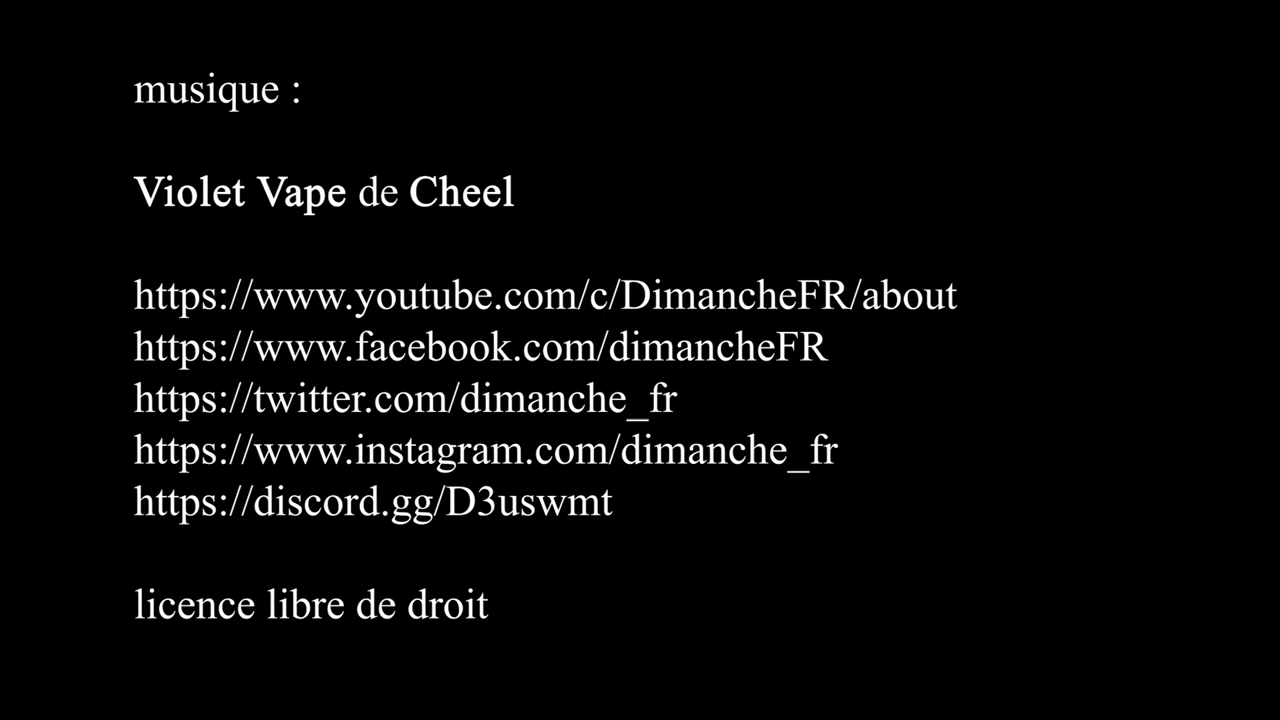 musique :
Violet Vape de Cheel
https://www.youtube.com/c/DimancheFR/about
https://www.facebook.com/dimancheFR
https://twitter.com/dimanche_fr
https://www.instagram.com/dimanche_fr
https://discord.gg/D3uswmt
licence libre de droit